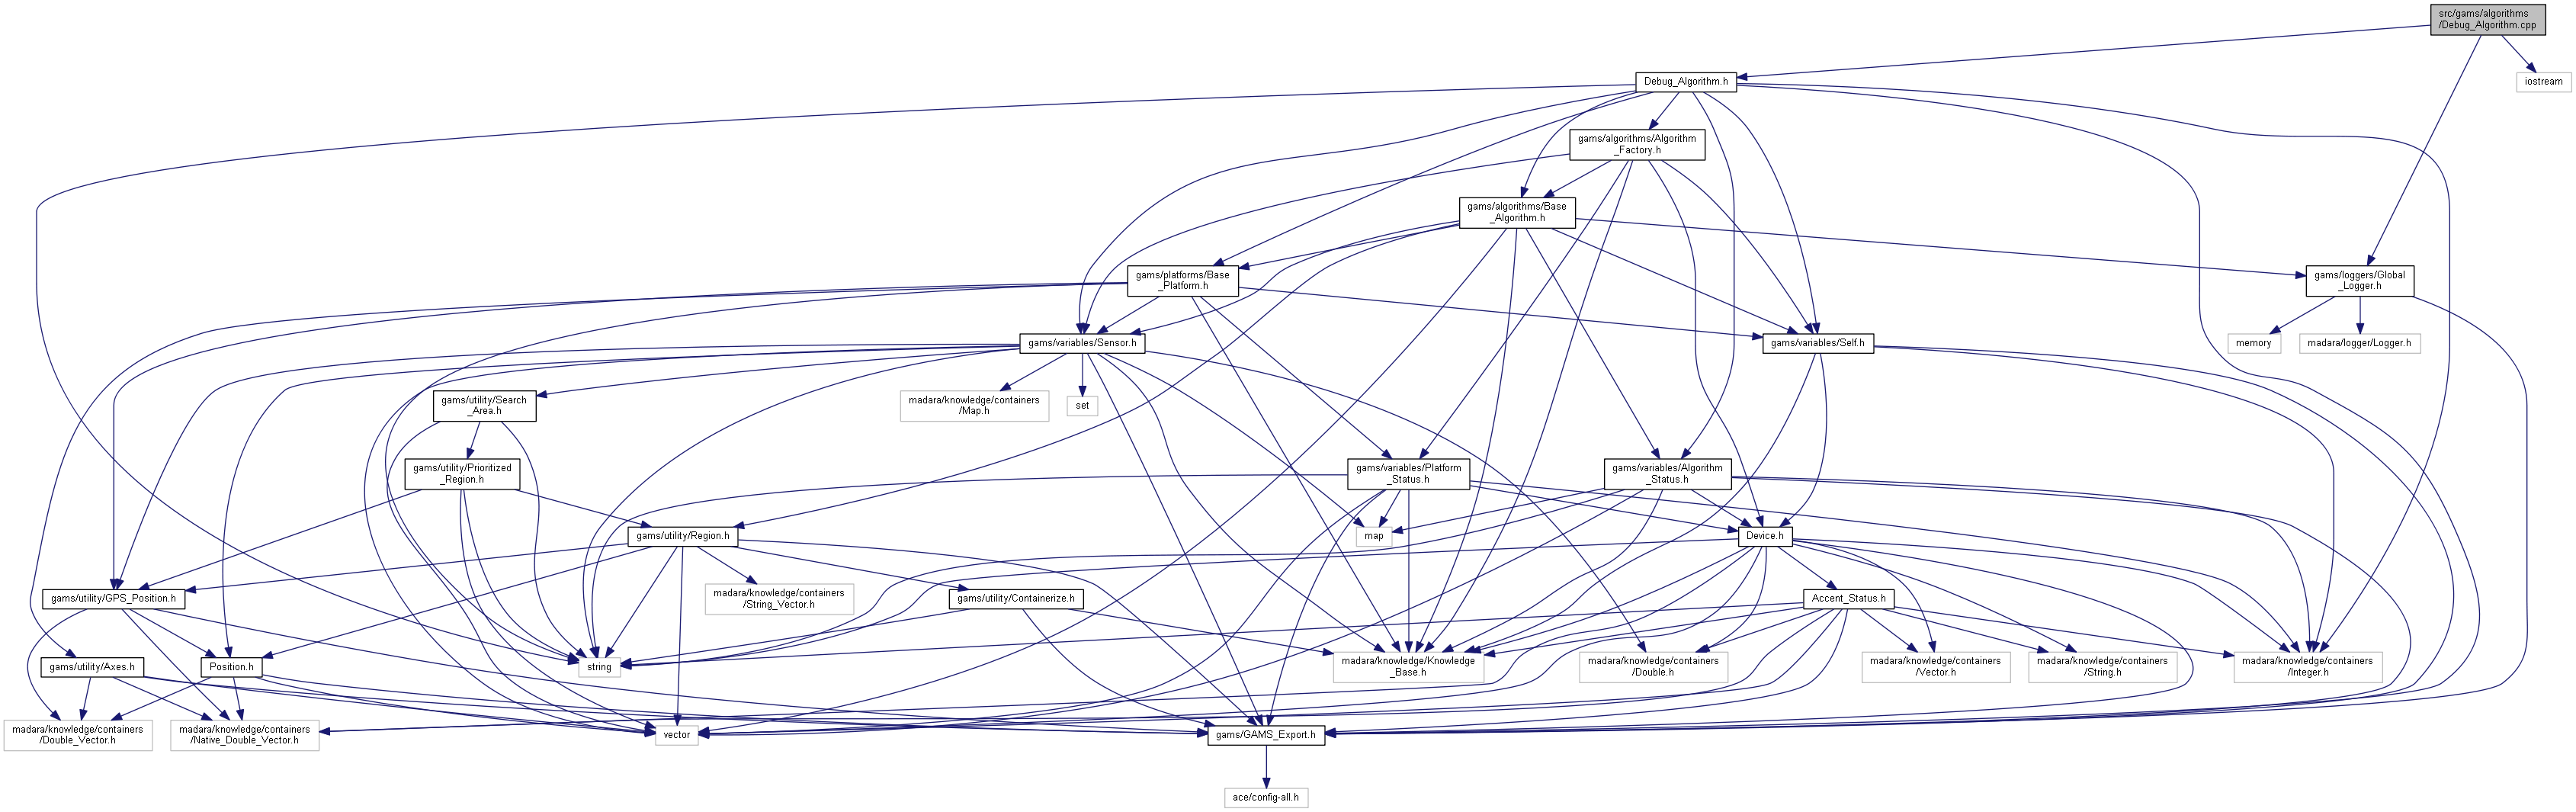 src/gams/algorithms
/Debug_Algorithm.cpp
Debug_Algorithm.h
iostream
gams/algorithms/Algorithm
_Factory.h
gams/algorithms/Base
_Algorithm.h
gams/platforms/Base
_Platform.h
gams/loggers/Global
_Logger.h
gams/variables/Sensor.h
gams/variables/Self.h
memory
madara/logger/Logger.h
gams/utility/Search
_Area.h
madara/knowledge/containers
/Map.h
set
gams/utility/Prioritized
_Region.h
gams/variables/Platform
_Status.h
gams/variables/Algorithm
_Status.h
gams/utility/Region.h
map
Device.h
gams/utility/GPS_Position.h
madara/knowledge/containers
/String_Vector.h
gams/utility/Containerize.h
Accent_Status.h
gams/utility/Axes.h
Position.h
string
madara/knowledge/Knowledge
_Base.h
madara/knowledge/containers
/Double.h
madara/knowledge/containers
/Vector.h
madara/knowledge/containers
/String.h
madara/knowledge/containers
/Integer.h
madara/knowledge/containers
/Double_Vector.h
madara/knowledge/containers
/Native_Double_Vector.h
vector
gams/GAMS_Export.h
ace/config-all.h